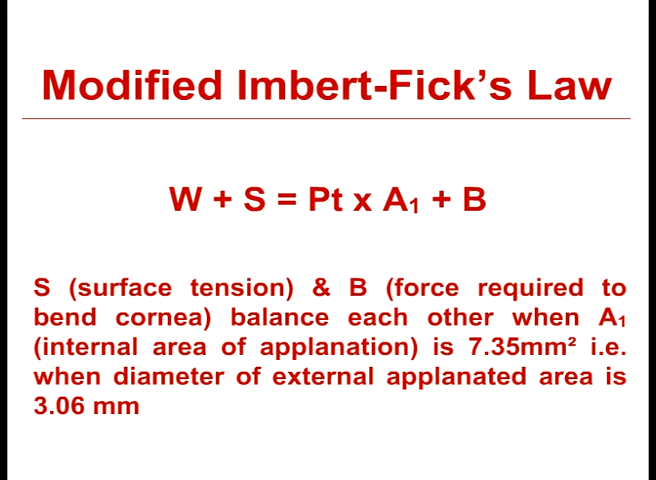 Modified Imbert-Fick’s Law
W + S = Pt x A₁ + B
S (surface tension) & B (force required to
bend cornea) balance each other when A₁
(internal area of applanation) is 7.35mm² i.e.
when diameter of external applanated area is
3.06 mm